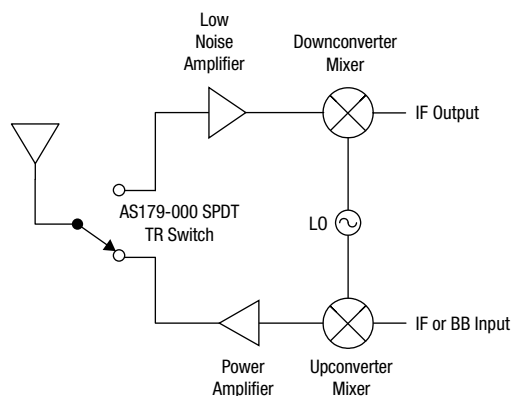 Low
Noise
Amplifier
Downconverter
Mixer
IF Output
AS179-000 SPDT
TR Switch
LO
IF or BB Input
Power
Amplifier
Upconverter
Mixer